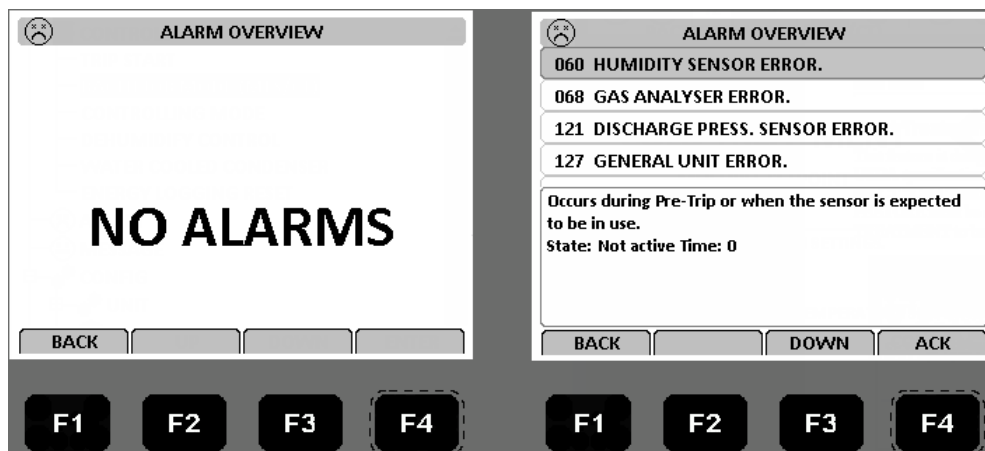 ALARM OVERVIEW
NO ALARMS
BACK
F1 F2 F3 F4
ALARM OVERVIEW
060 HUMIDITY SENSOR ERROR.
068 GAS ANALYSER ERROR.
121 DISCHARGE PRESS. SENSOR ERROR.
127 GENERAL UNIT ERROR.
Occurs during Pre-Trip or when the sensor is expected
to be in use.
State: Not active Time: 0
BACK DOWN ACK
F1 F2 F3 F4